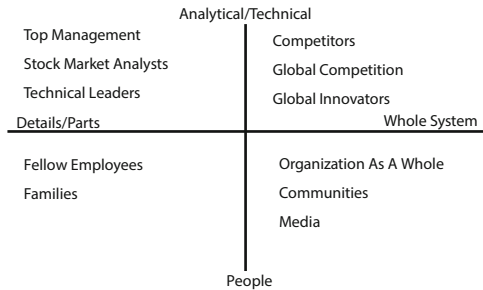 Analytical/Technical
Top Management
Stock Market Analysts
Technical Leaders
Competitors
Global Competition
Global Innovators
Details/Parts
Whole System
Fellow Employees
Families
Organization As A Whole
Communities
Media
People